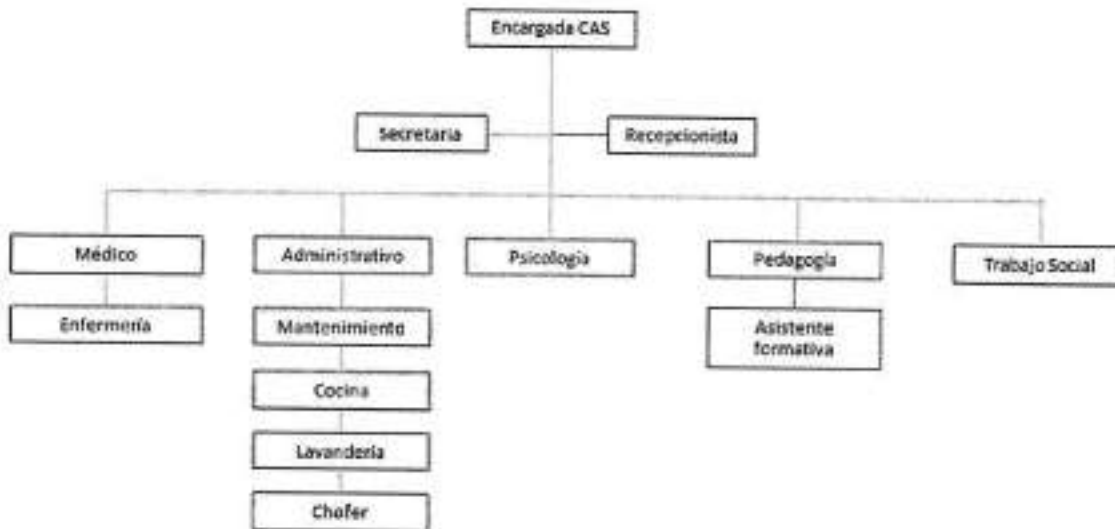 Encargada CAS
Secretaria
Recepcionista
Médico
Administrativo
Psicología
Pedagogía
Trabajo Social
Enfermería
Mantenimiento
Asistente
formativa
Cocina
Lavandería
Chofer